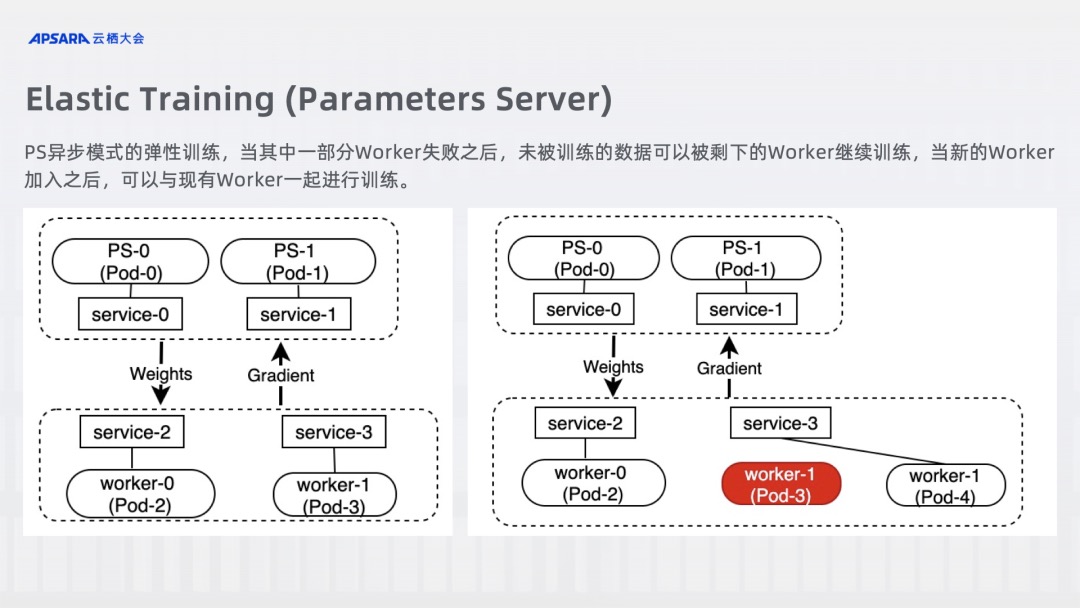 APSARA 云栖大会
Elastic Training (Parameters Server)
PS异步模式的弹性训练，当其中一部分Worker失败之后，未被训练的数据可以被剩下的Worker继续训练，当新的Worker
加入之后，可以与现有Worker一起进行训练。
PS-0
(Pod-0)
PS-1
(Pod-1)
service-0
service-1
Weights
Gradient
service-2
service-3
worker-0
(Pod-2)
worker-1
(Pod-3)
PS-0
(Pod-0)
PS-1
(Pod-1)
service-0
service-1
Weights
Gradient
service-2
service-3
worker-0
(Pod-2)
worker-1
(Pod-3)
worker-1
(Pod-4)